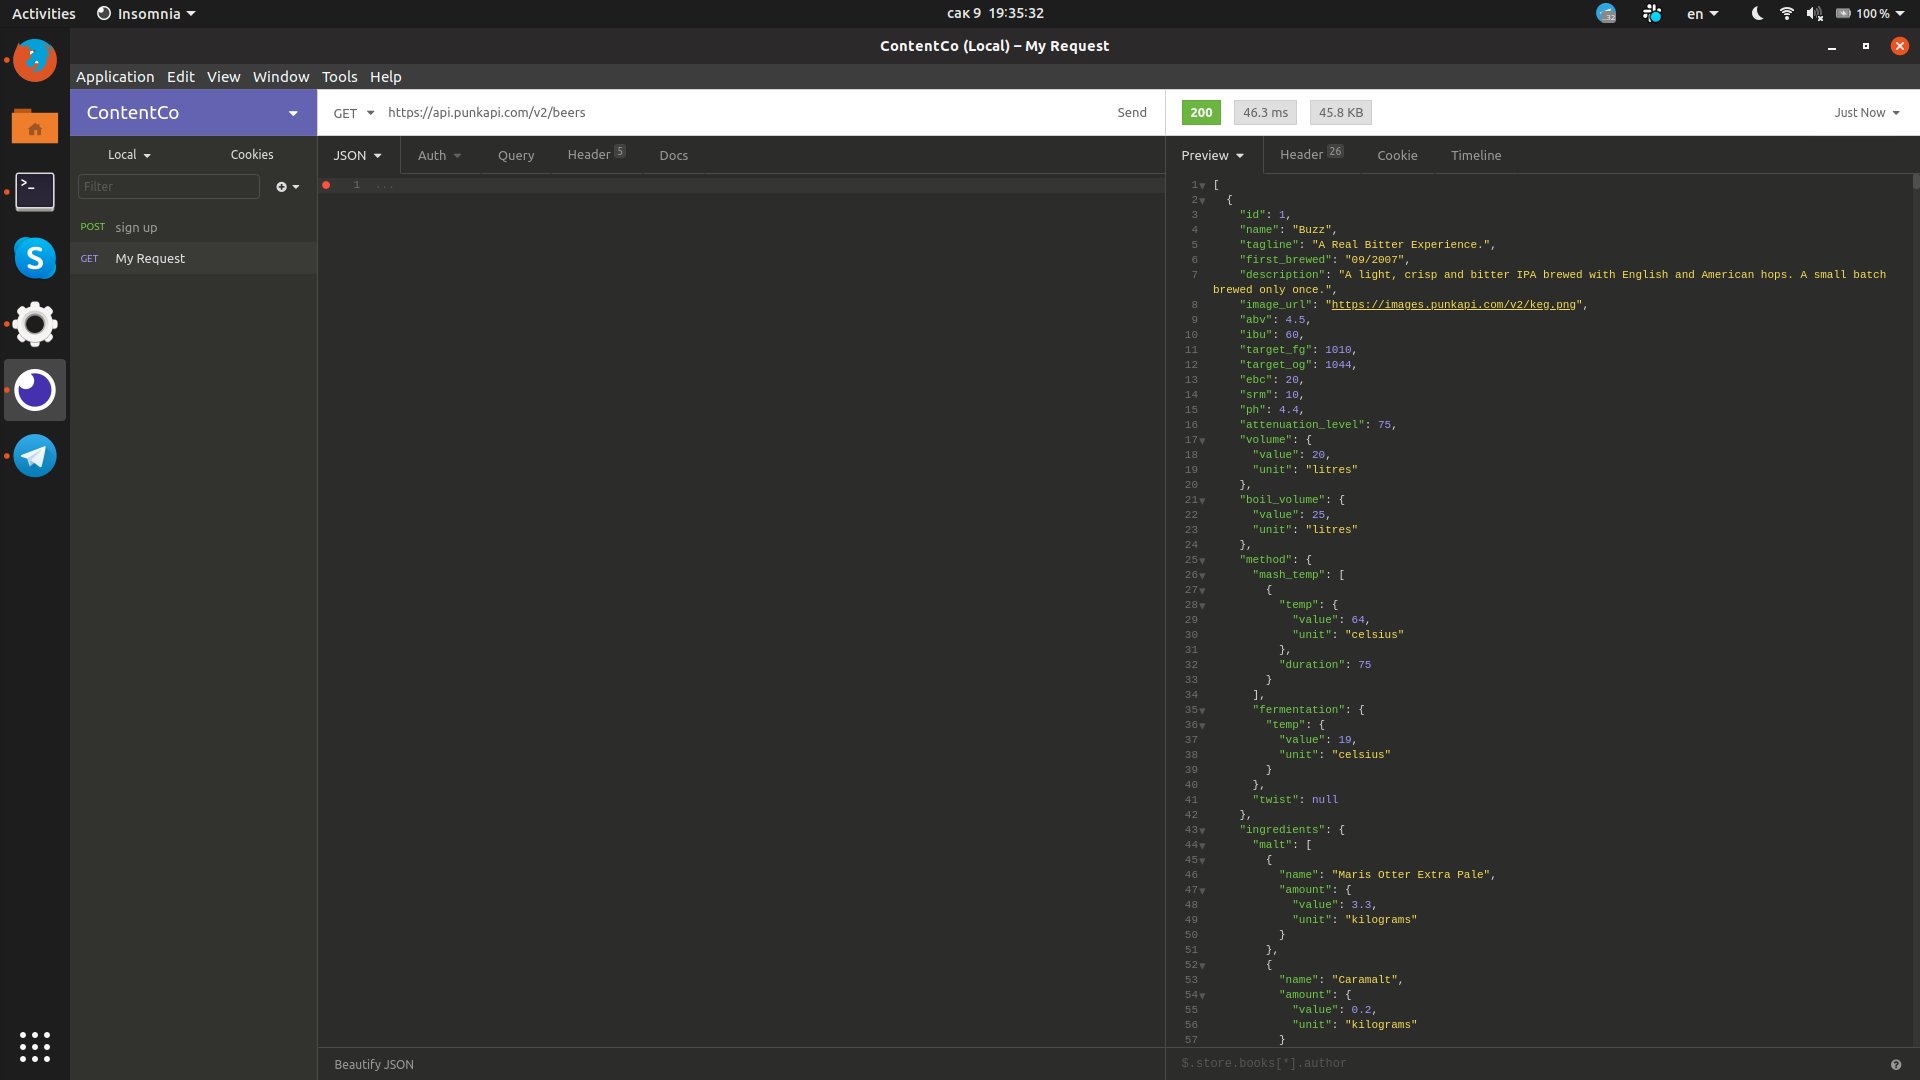 Activities
Insomnia
сак 9 19:35:32
32
en
100 %
ContentCo (Local) – My Request
Application Edit View Window Tools Help
ContentCo
GET https://api.punkapi.com/v2/beers Send
200 46.3 ms 45.8 KB Just Now
Local Cookies
JSON Auth Query Header 5 Docs
Preview Header 26 Cookie Timeline
Filter
POST sign up
GET My Request
1 ...
1 [
2 {
3 "id": 1,
4 "name": "Buzz",
5 "tagline": "A Real Bitter Experience.",
6 "first_brewed": "09/2007",
7 "description": "A light, crisp and bitter IPA brewed with English and American hops. A small batch
brewed only once.",
8 "image_url": "https://images.punkapi.com/v2/keg.png",
9 "abv": 4.5,
10 "ibu": 60,
11 "target_fg": 1010,
12 "target_og": 1044,
13 "ebc": 20,
14 "srm": 10,
15 "ph": 4.4,
16 "attenuation_level": 75,
17 "volume": {
18 "value": 20,
19 "unit": "litres"
20 },
21 "boil_volume": {
22 "value": 25,
23 "unit": "litres"
24 },
25 "method": {
26 "mash_temp": [
27 {
28 "temp": {
29 "value": 64,
30 "unit": "celsius"
31 },
32 "duration": 75
33 }
34 ],
35 "fermentation": {
36 "temp": {
37 "value": 19,
38 "unit": "celsius"
39 }
40 },
41 "twist": null
42 },
43 "ingredients": {
44 "malt": [
45 {
46 "name": "Maris Otter Extra Pale",
47 "amount": {
48 "value": 3.3,
49 "unit": "kilograms"
50 }
51 },
52 {
53 "name": "Caramalt",
54 "amount": {
55 "value": 0.2,
56 "unit": "kilograms"
57 }
Beautify JSON
$.store.books[*].author